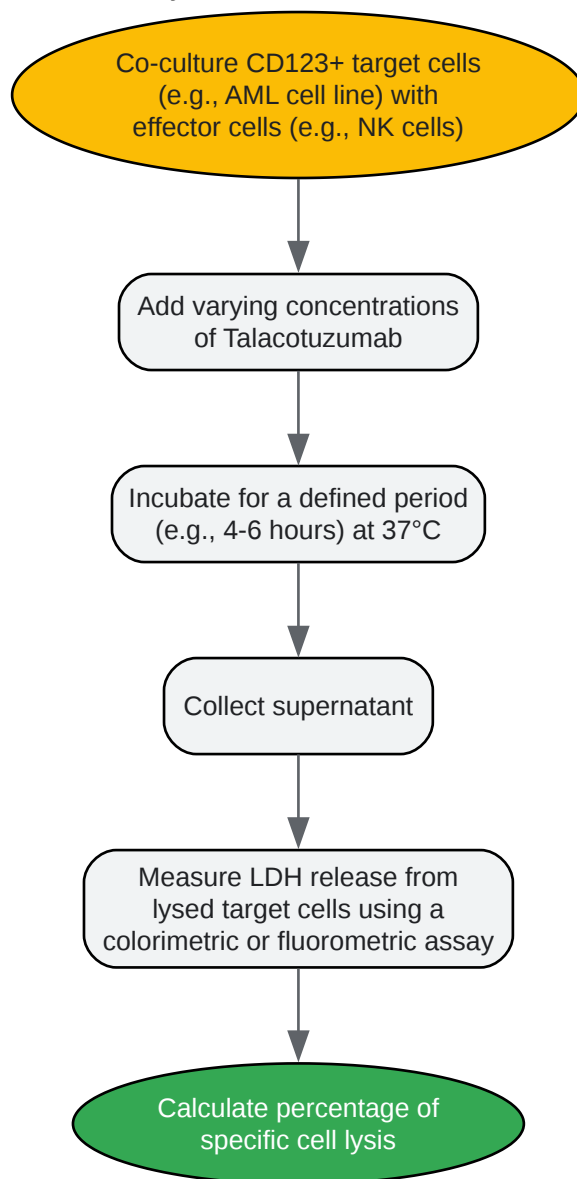 Co-culture CD123+ target cells
(e.g., AML cell line) with
effector cells (e.g., NK cells)
Add varying concentrations
of Talacotuzumab
Incubate for a defined period
(e.g., 4-6 hours) at 37°C
Collect supernatant
Measure LDH release from
lysed target cells using a
colorimetric or fluorometric assay
Calculate percentage of
specific cell lysis